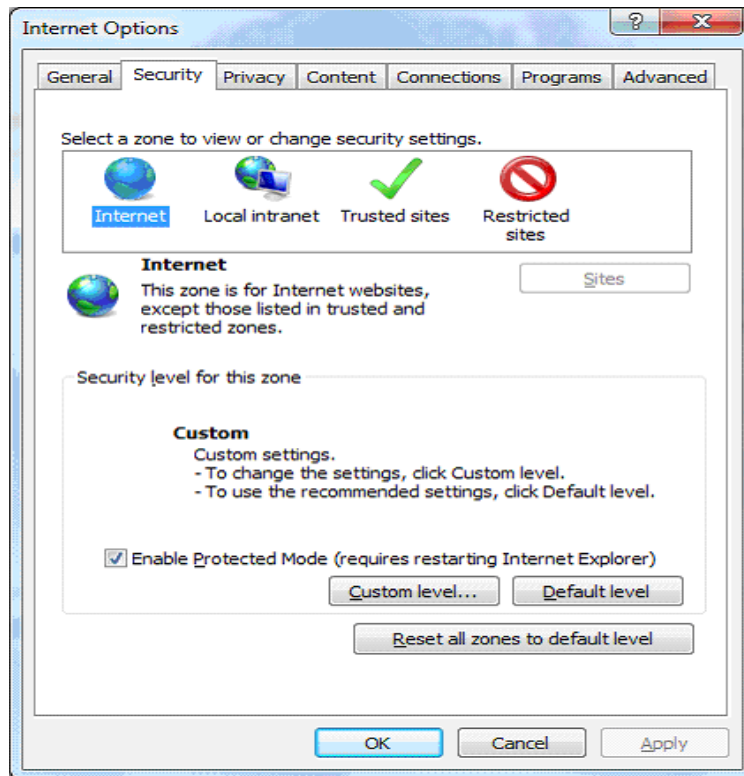 Internet Options
?
X
General Security Privacy Content Connections Programs Advanced
Select a zone to view or change security settings.
Internet Local intranet Trusted sites Restricted
sites
Internet
Sites
This zone is for Internet websites,
except those listed in trusted and
restricted zones.
Security level for this zone
Custom
Custom settings.
- To change the settings, click Custom level.
- To use the recommended settings, click Default level.
Enable Protected Mode (requires restarting Internet Explorer)
Custom level... Default level
Reset all zones to default level
OK Cancel Apply